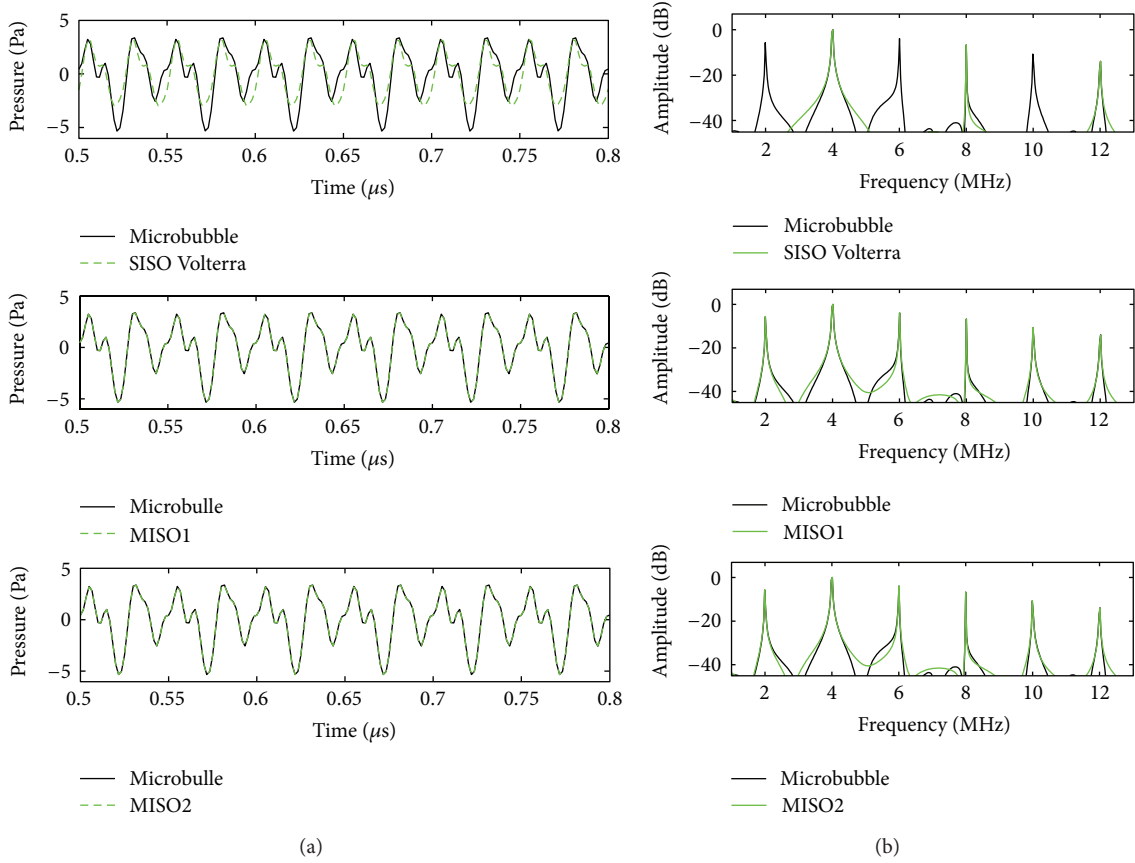 5
0
−5
Pressure (Pa)
0.5 0.55 0.6 0.65 0.7 0.75 0.8
Time (μs)
Microbubble
SISO Volterra
0
−20
−40
Amplitude (dB)
2 4 6 8 10 12
Frequency (MHz)
Microbubble
SISO Volterra
5
0
−5
Pressure (Pa)
0.5 0.55 0.6 0.65 0.7 0.75 0.8
Time (μs)
Microbulle
MISO1
0
−20
−40
Amplitude (dB)
2 4 6 8 10 12
Frequency (MHz)
Microbubble
MISO1
5
0
−5
Pressure (Pa)
0.5 0.55 0.6 0.65 0.7 0.75 0.8
Time (μs)
Microbulle
MISO2
0
−20
−40
Amplitude (dB)
2 4 6 8 10 12
Frequency (MHz)
Microbubble
MISO2
(a)
(b)